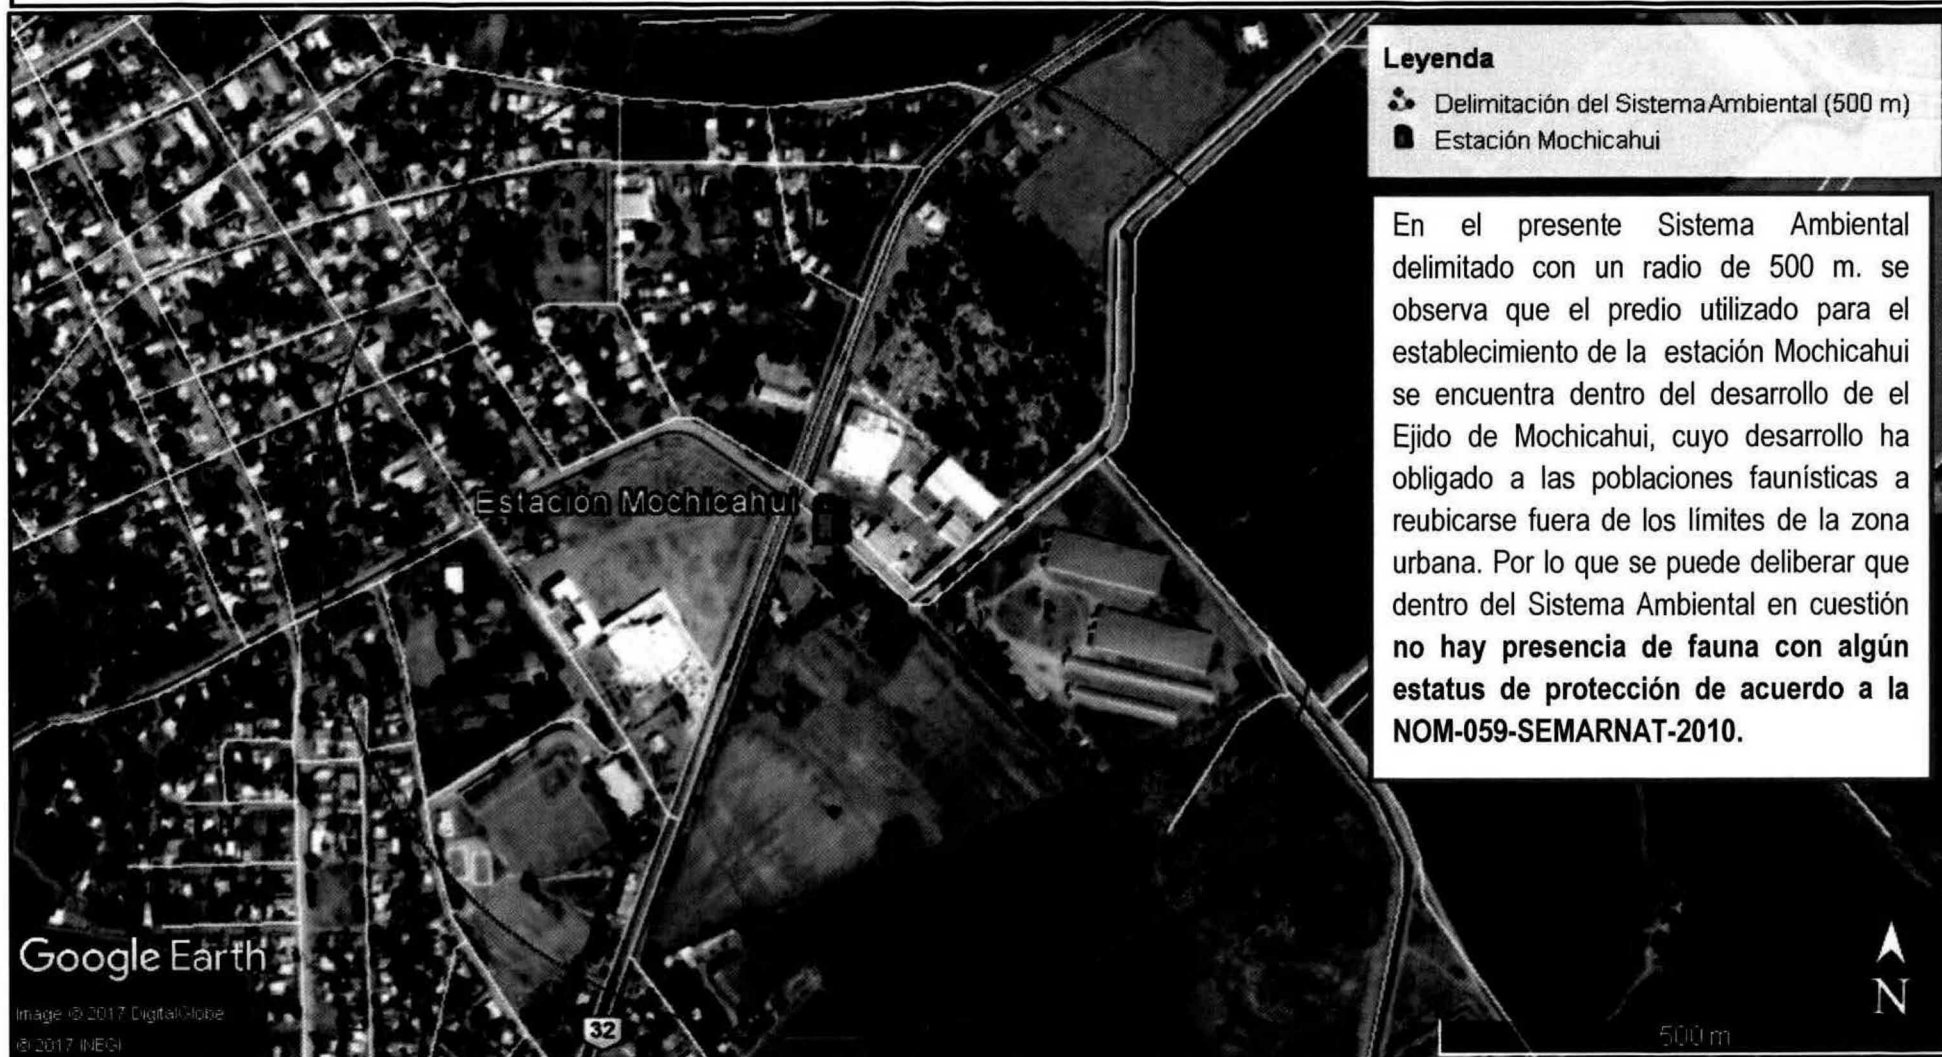 Leyenda
Delimitación del Sistema Ambiental (500 m)
Estación Mochicahui
En el presente Sistema Ambiental
delimitado con un radio de 500 m. se
observa que el predio utilizado para el
establecimiento de la estación Mochicahui
se encuentra dentro del desarrollo de el
Ejido de Mochicahui, cuyo desarrollo ha
obligado a las poblaciones faunísticas a
reubicarse fuera de los límites de la zona
urbana. Por lo que se puede deliberar que
dentro del Sistema Ambiental en cuestión
no hay presencia de fauna con algún
estatus de protección de acuerdo a la
NOM-059-SEMARNAT-2010.
Estación Mochicahui
Google Earth
Image © 2017 DigitalGlobe
© 2017 INEGI
32
N
500 m